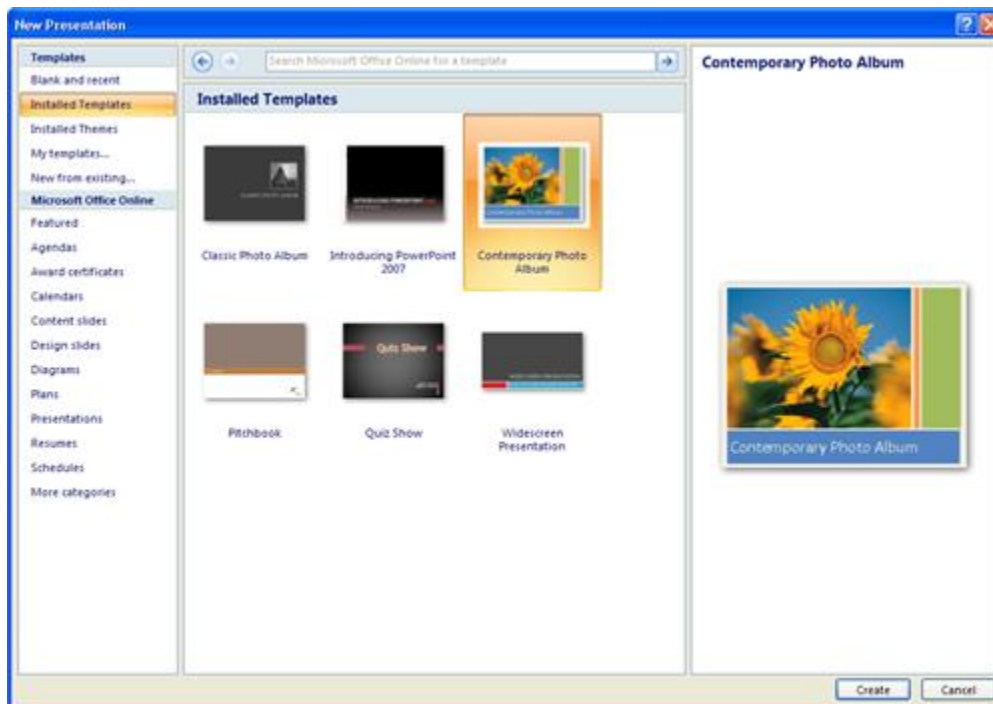 New Presentation
Templates
Blank and recent
Installed Templates
Installed Themes
My templates...
New from existing...
Microsoft Office Online
Featured
Agendas
Award certificates
Calendars
Content slides
Design slides
Diagrams
Plans
Presentations
Resumes
Schedules
More categories
Search Microsoft Office Online for a template
Installed Templates
Classic Photo Album
Introducing PowerPoint
2007
Contemporary Photo
Album
Quiz Show
Pitchbook
Quiz Show
Widescreen
Presentation
Contemporary Photo Album
Contemporary Photo Album
Create
Cancel